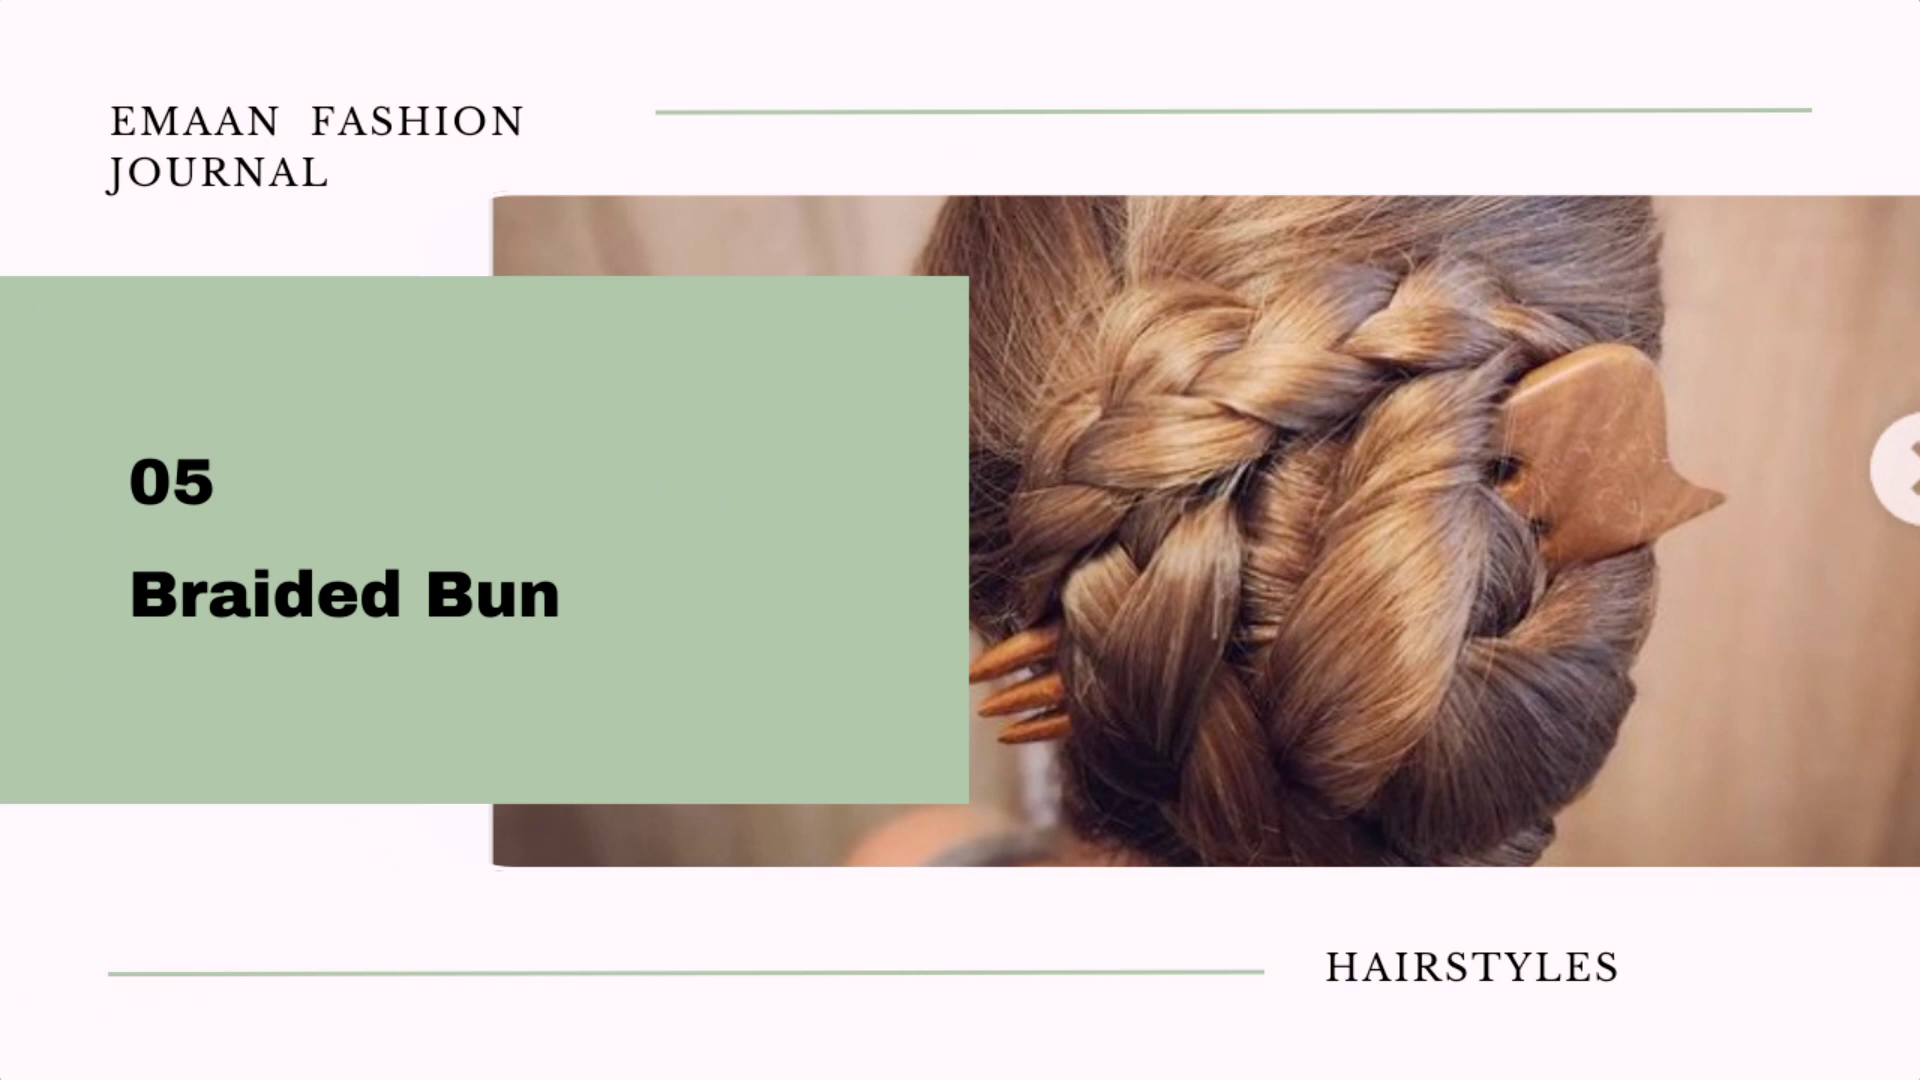 EMAAN FASHION
JOURNAL
05
Braided Bun
HAIRSTYLES